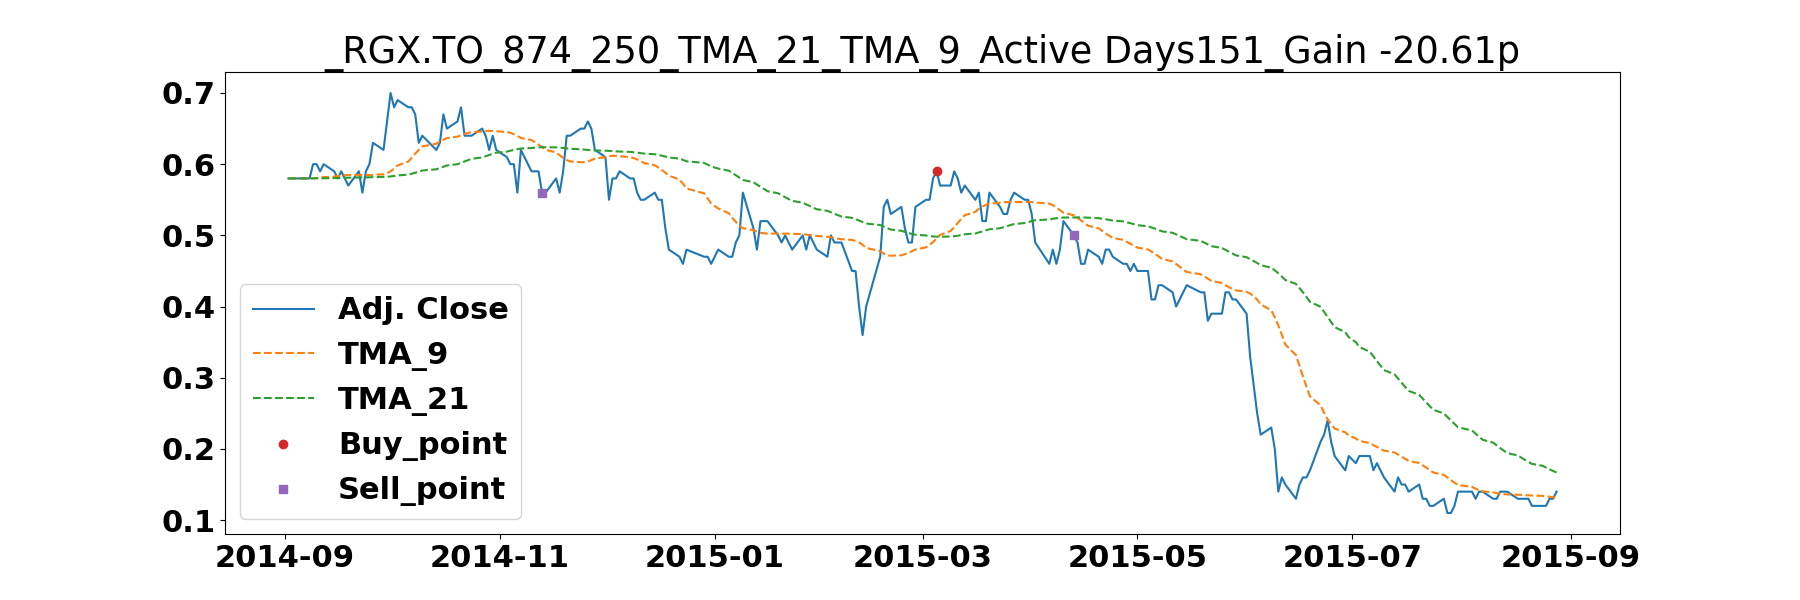 _RGX.TO_874_250_TMA_21_TMA_9_Active Days151_Gain -20.61p
0.7
0.6
0.5
0.4
0.3
0.2
0.1
Adj. Close
TMA_9
TMA_21
Buy_point
Sell_point
2014-09 2014-11 2015-01 2015-03 2015-05 2015-07 2015-09